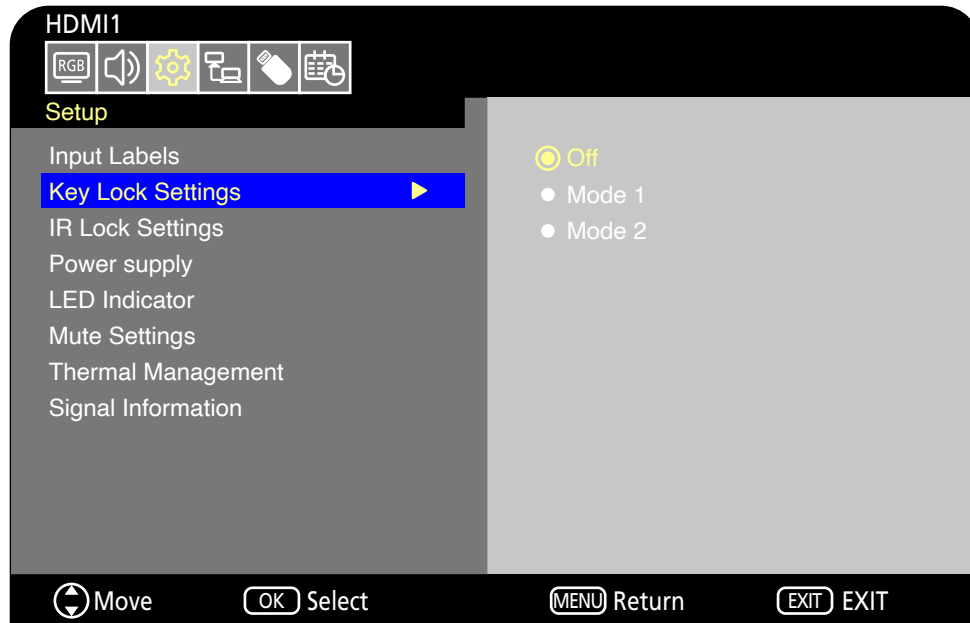 HDMI1
RGB
Setup
Input Labels
Key Lock Settings
IR Lock Settings
Power supply
LED Indicator
Mute Settings
Thermal Management
Signal Information
Off
Mode 1
Mode 2
Move OK Select MENU Return EXIT EXIT